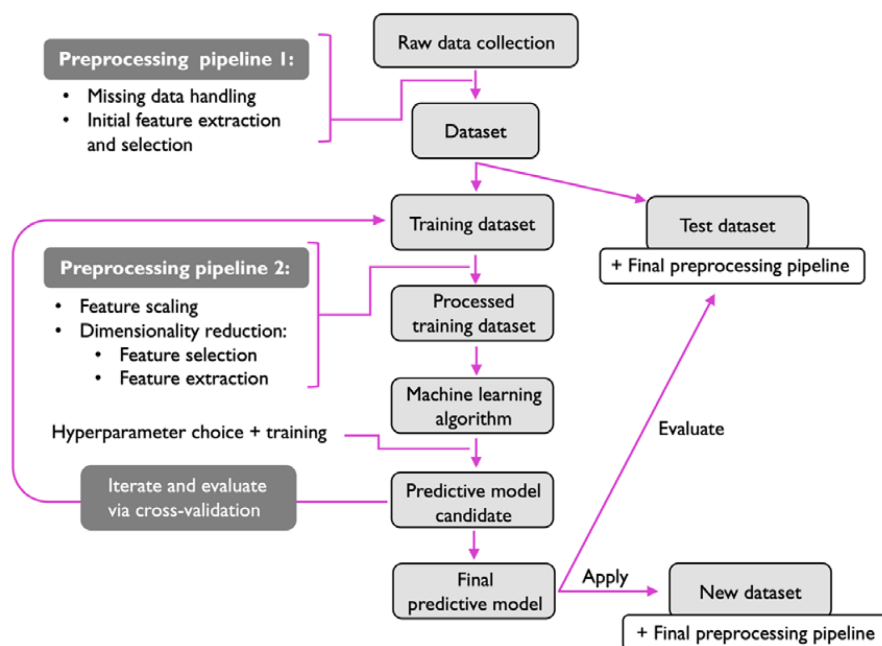 Raw data collection
Preprocessing pipeline 1:
• Missing data handling
• Initial feature extraction
and selection
Dataset
Training dataset
Test dataset
+ Final preprocessing pipeline
Preprocessing pipeline 2:
• Feature scaling
• Dimensionality reduction:
• Feature selection
• Feature extraction
Processed
training dataset
Machine learning
algorithm
Hyperparameter choice + training
Evaluate
Iterate and evaluate
via cross-validation
Predictive model
candidate
Final
predictive model
Apply
New dataset
+ Final preprocessing pipeline